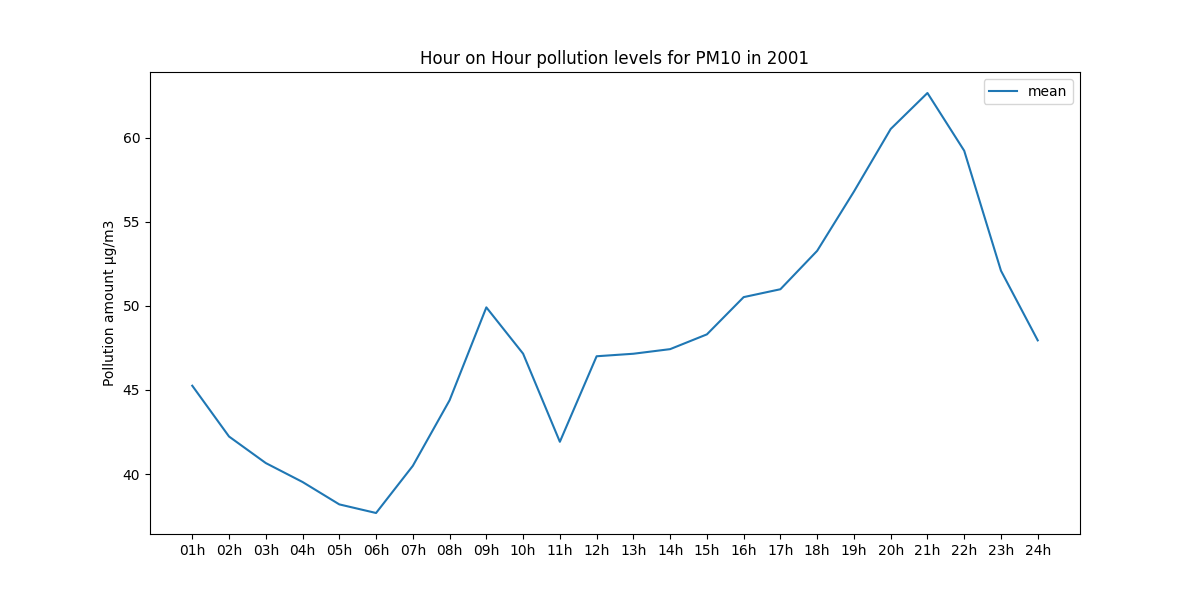 Hour on Hour pollution levels for PM10 in 2001
mean
Pollution amount µg/m3
60
55
50
45
40
01h 02h 03h 04h 05h 06h 07h 08h 09h 10h 11h 12h 13h 14h 15h 16h 17h 18h 19h 20h 21h 22h 23h 24h